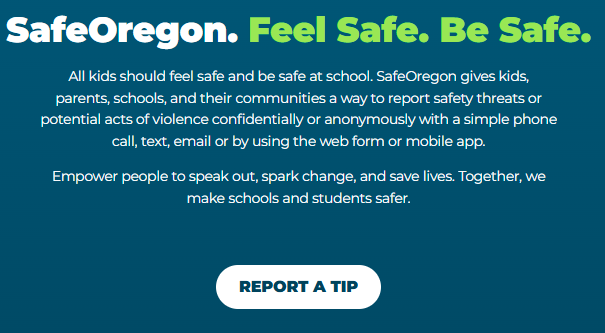 SafeOregon. Feel Safe. Be Safe.
All kids should feel safe and be safe at school. SafeOregon gives kids,
parents, schools, and their communities a way to report safety threats or
potential acts of violence confidentially or anonymously with a simple phone
call, text, email or by using the web form or mobile app.
Empower people to speak out, spark change, and save lives. Together, we
make schools and students safer.
REPORT A TIP